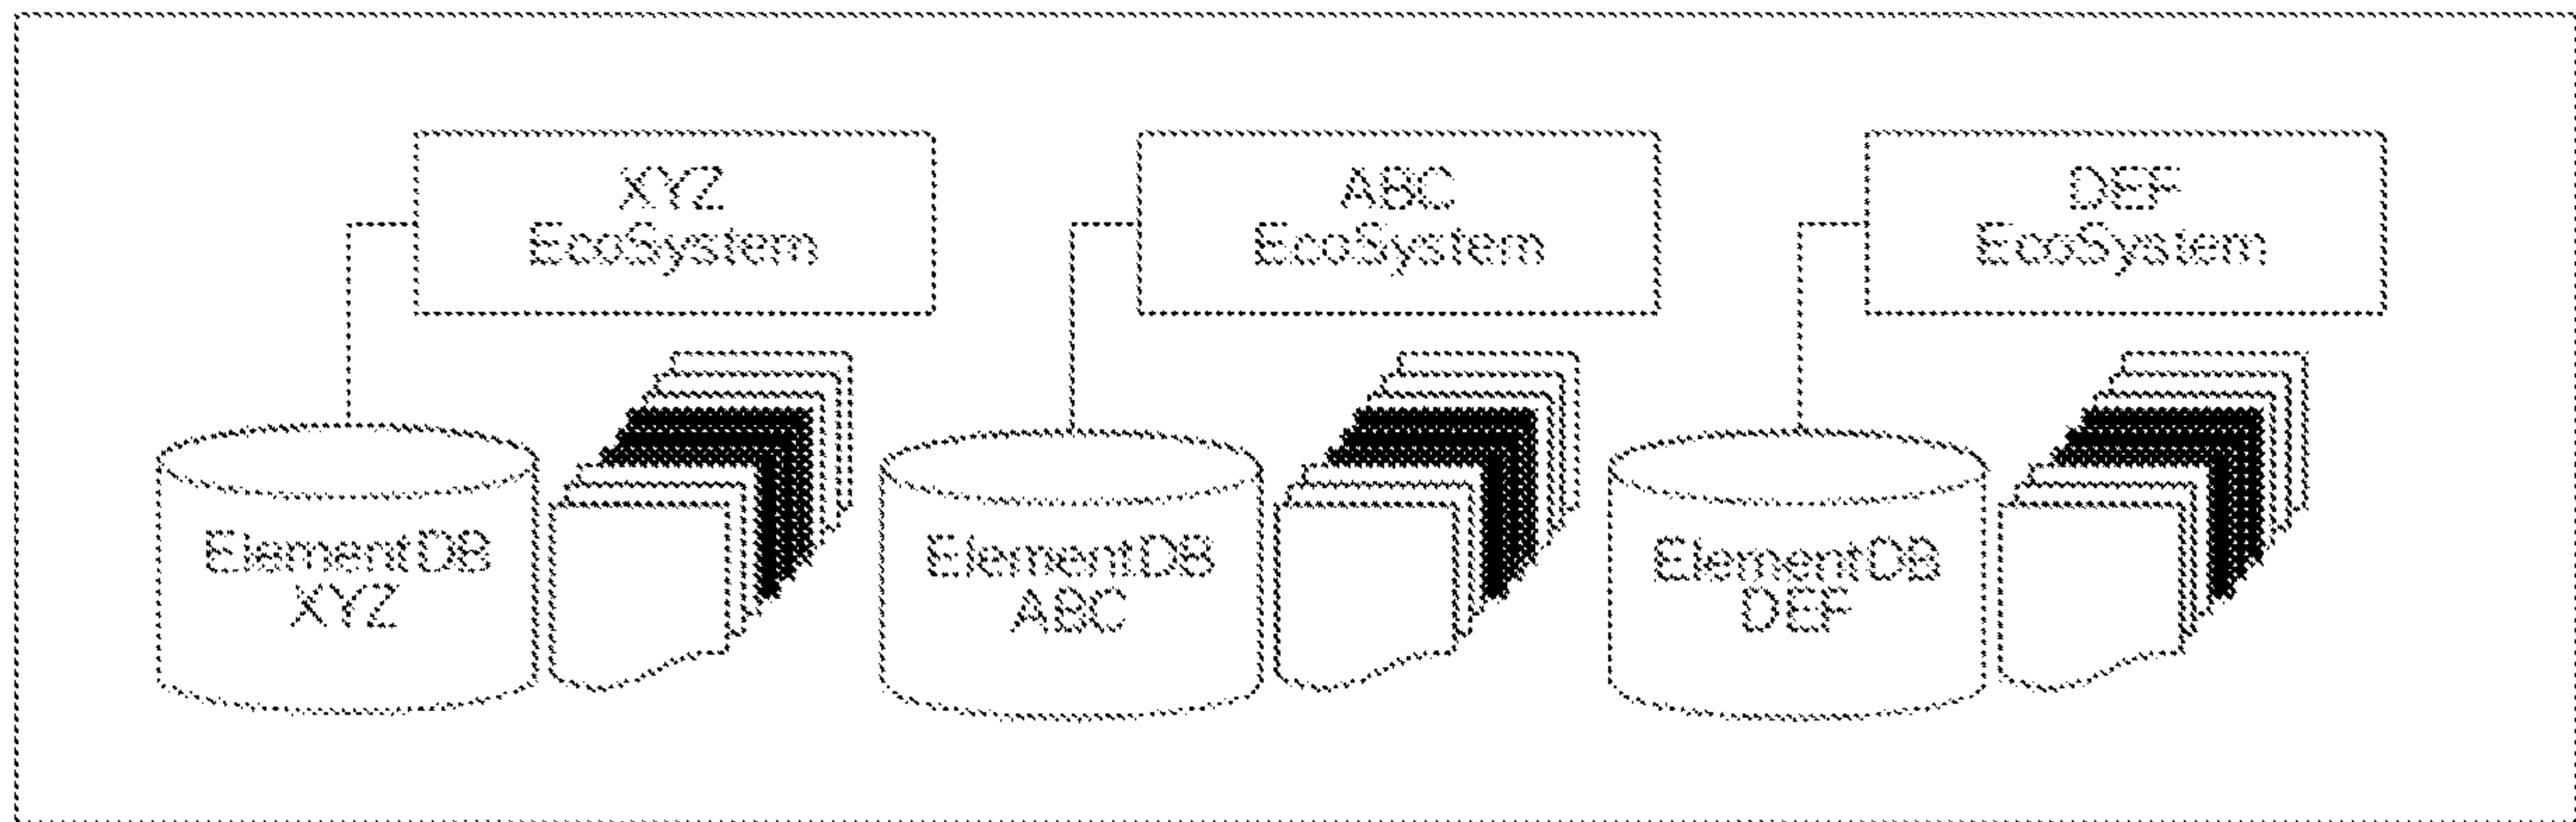 XYZ
EcoSystem
ABC
EcoSystem
DEF
EcoSystem
ElementDB
XYZ
ElementDB
ABC
ElementDB
DEF